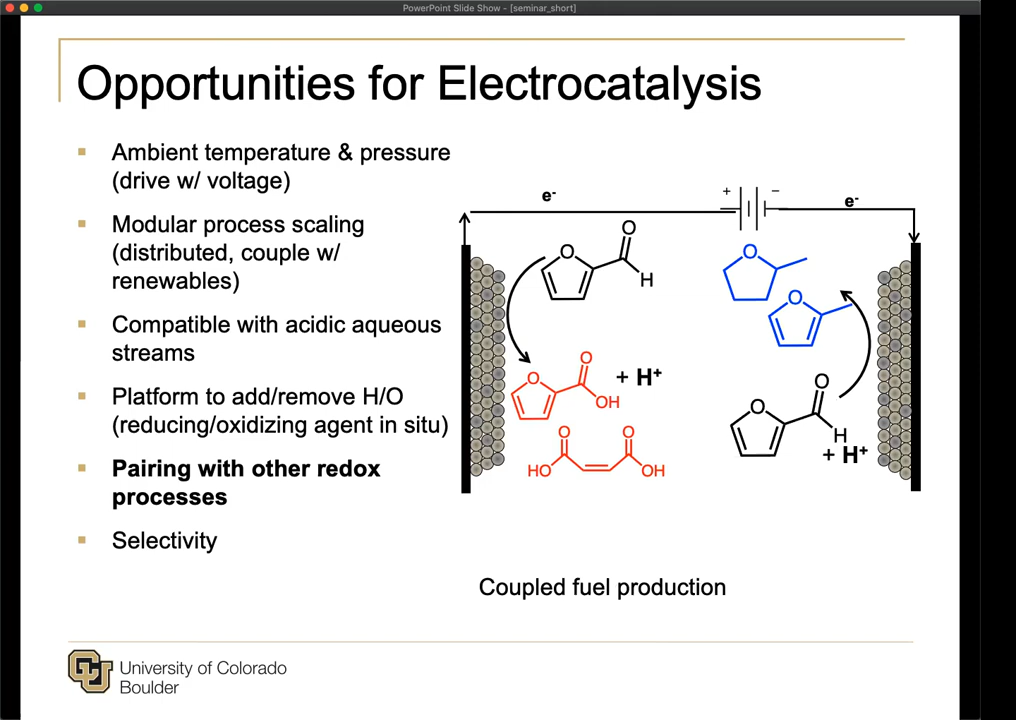 PowerPoint Slide Show - [seminar_short]
Opportunities for Electrocatalysis
Ambient temperature & pressure
(drive w/ voltage)
Modular process scaling
(distributed, couple w/
renewables)
Compatible with acidic aqueous
streams
Platform to add/remove H/O
(reducing/oxidizing agent in situ)
Pairing with other redox
processes
Selectivity
e-
+ −
e-
O
O
H
O
O
OH
+ H+
O
O
HO
OH
O
O
O
O
H
+ H+
Coupled fuel production
CU
University of Colorado
Boulder